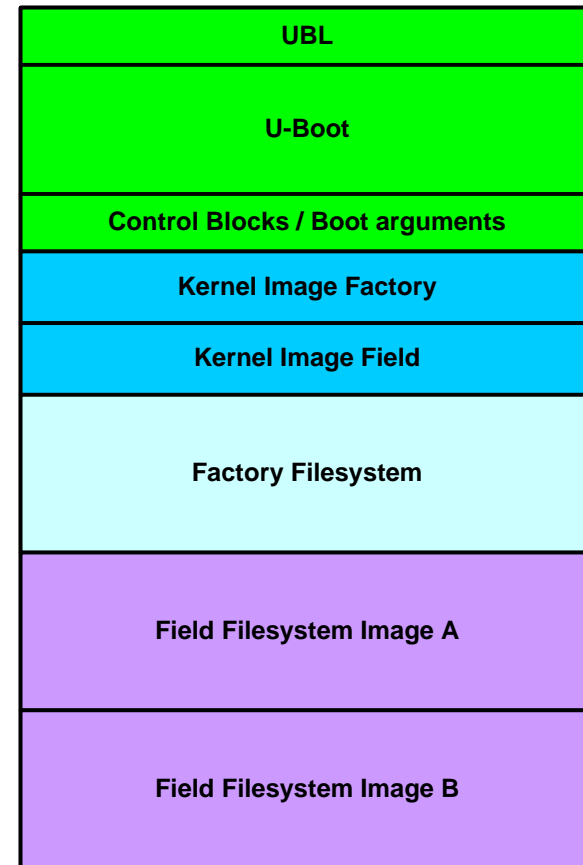 UBL
U-Boot
Control Blocks / Boot arguments
Kernel Image Factory
Kernel Image Field
Factory Filesystem
Field Filesystem Image A
Field Filesystem Image B